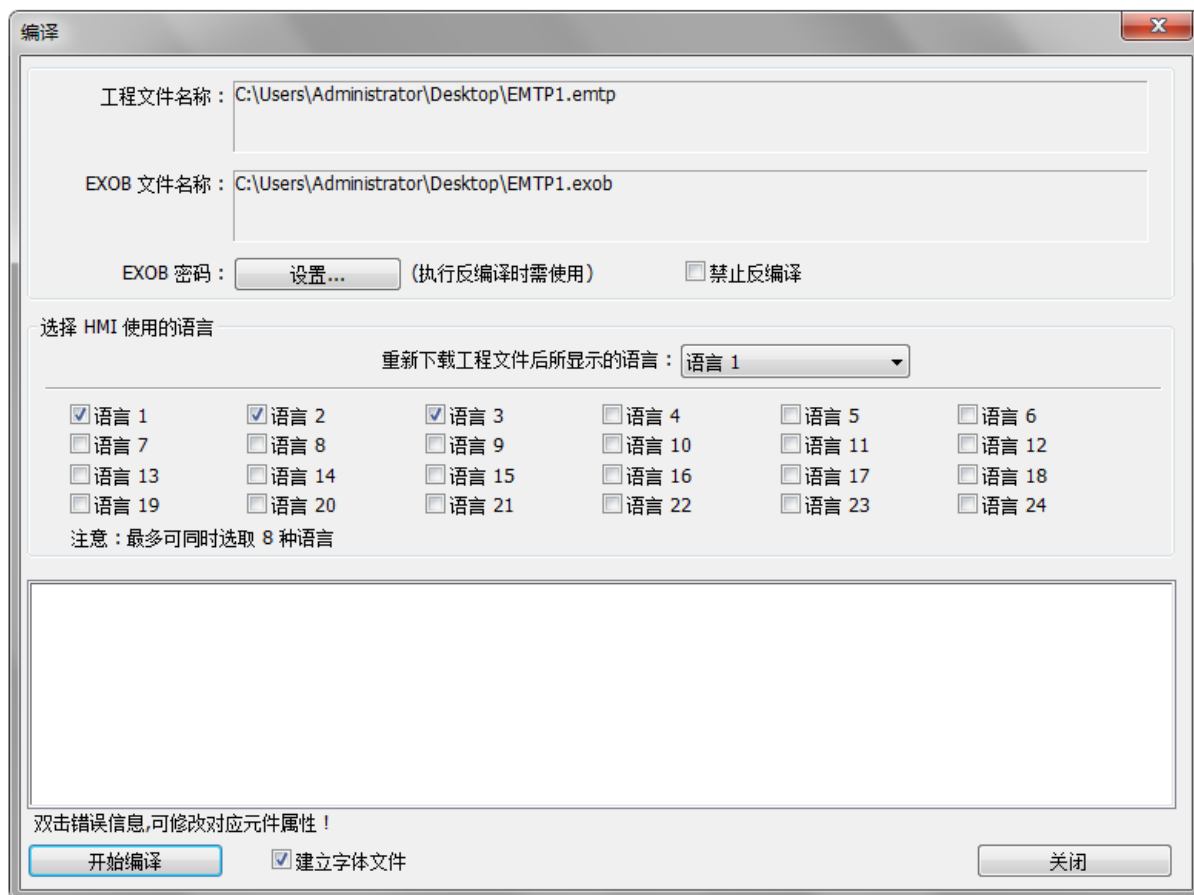 编译
工程文件名称： C:\Users\Administrator\Desktop\EMTP1.emtp
EXOB 文件名称： C:\Users\Administrator\Desktop\EMTP1.exob
EXOB 密码： 设置... (执行反编译时需使用) 禁止反编译
选择 HMI 使用的语言
重新下载工程文件后所显示的语言： 语言 1
语言 1 语言 2 语言 3 语言 4 语言 5 语言 6
语言 7 语言 8 语言 9 语言 10 语言 11 语言 12
语言 13 语言 14 语言 15 语言 16 语言 17 语言 18
语言 19 语言 20 语言 21 语言 22 语言 23 语言 24
注意：最多可同时选取 8 种语言
双击错误信息,可修改对应元件属性！
开始编译 建立字体文件 关闭